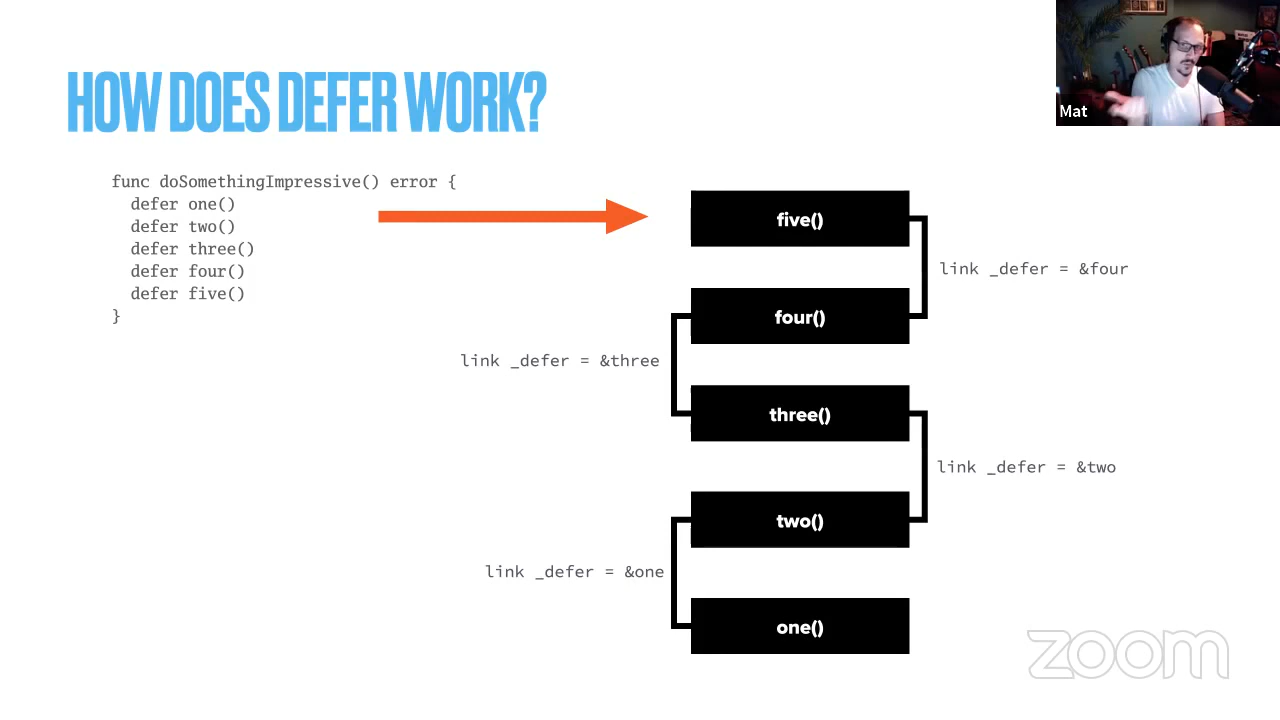 HOW DOES DEFER WORK?
Mat
func doSomethingImpressive() error {
defer one()
defer two()
defer three()
defer four()
defer five()
}
five()
link _defer = &four
four()
link _defer = &three
three()
link _defer = &two
two()
link _defer = &one
one()
zoom